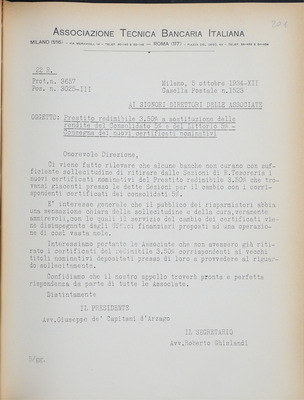 201
ASSOCIAZIONE TECNICA BANCARIA ITALIANA
MILANO
ROMA
Prot. n. 3657
Pos. n. 3023-III
Milano, 5 ottobre 1934-XII
Casella Postale n.1823
AI SIGNORI DIRETTORI DELLE ASSOCIATE
OGGETTO: Prestito redimibile 3.50% a sostituzione delle
rendite del Consolidato 5% e del Littorio 5% -
Consegna dei nuovi certificati nominativi
Onorevole Direzione,
Ci viene fatto rilevare che alcune banche non curano con suf-
ficiente sollecitudine di ritirare dalle Sezioni di R.Tesoreria i
nuovi certificati nominativi del Prestito redimibile 3.50% che tro-
vansi giacenti presso le dette Sezioni per il cambio con i corri-
spondenti certificati dei consolidati 5%.
E' interesse generale che il pubblico dei risparmiatori abbia
una sensazione chiara della sollecitudine e della cura, veramente
ammirevoli, con le quali il servizio del cambio dei certificati vie-
ne disimpegnato dagli Uffici finanziari preposti ad una operazio-
ne di così vasta mole.
Interessiamo pertanto le Associate che non avessero già riti-
rato i certificati del redimibile 3.50% corrispondenti ai vecchi
titoli nominativi depositati presso di loro a provvedere al riguar-
do sollecitamente.
Confidiamo che il nostro appello troverà pronta e perfetta
rispondenza da parte di tutte le Associate.
Distintamente
IL PRESIDENTE
Avv.Giuseppe de' Capitani d'Arzago
IL SEGRETARIO
Avv.Roberto Ghislandi